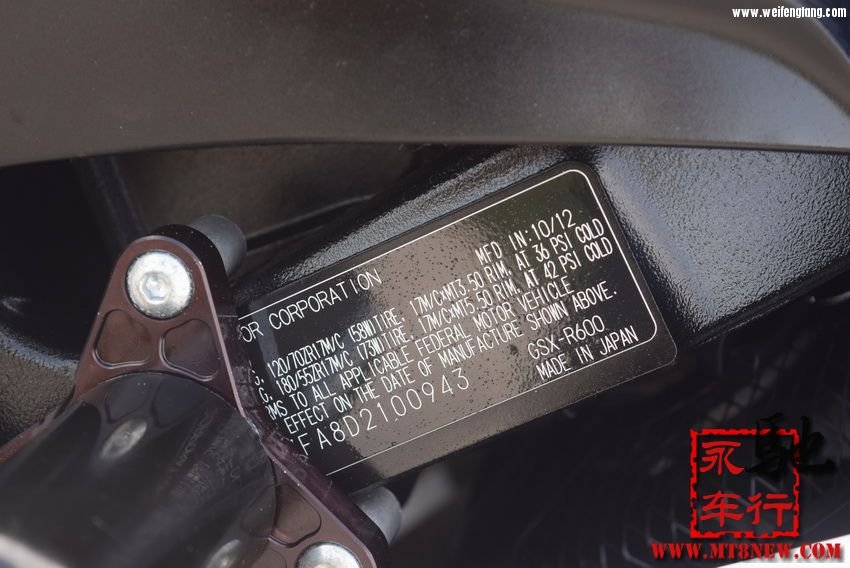 www.weifengtang.com
OR CORPORATION MFD IN:10/12
G, 120/70ZR17M/C (58W)TIRE, 17M/C×MT3.50 RIM, AT 36 PSI COLD
G, 180/55ZR17M/C (73W)TIRE, 17M/C×MT5.50 RIM, AT 42 PSI COLD
RMS TO ALL APPLICABLE FEDERAL MOTOR VEHICLE
EFFECT ON THE DATE OF MANUFACTURE SHOWN ABOVE.
FA8D2100943 GSX-R600
MADE IN JAPAN
永驰
车行
WWW.MT8NEW.COM